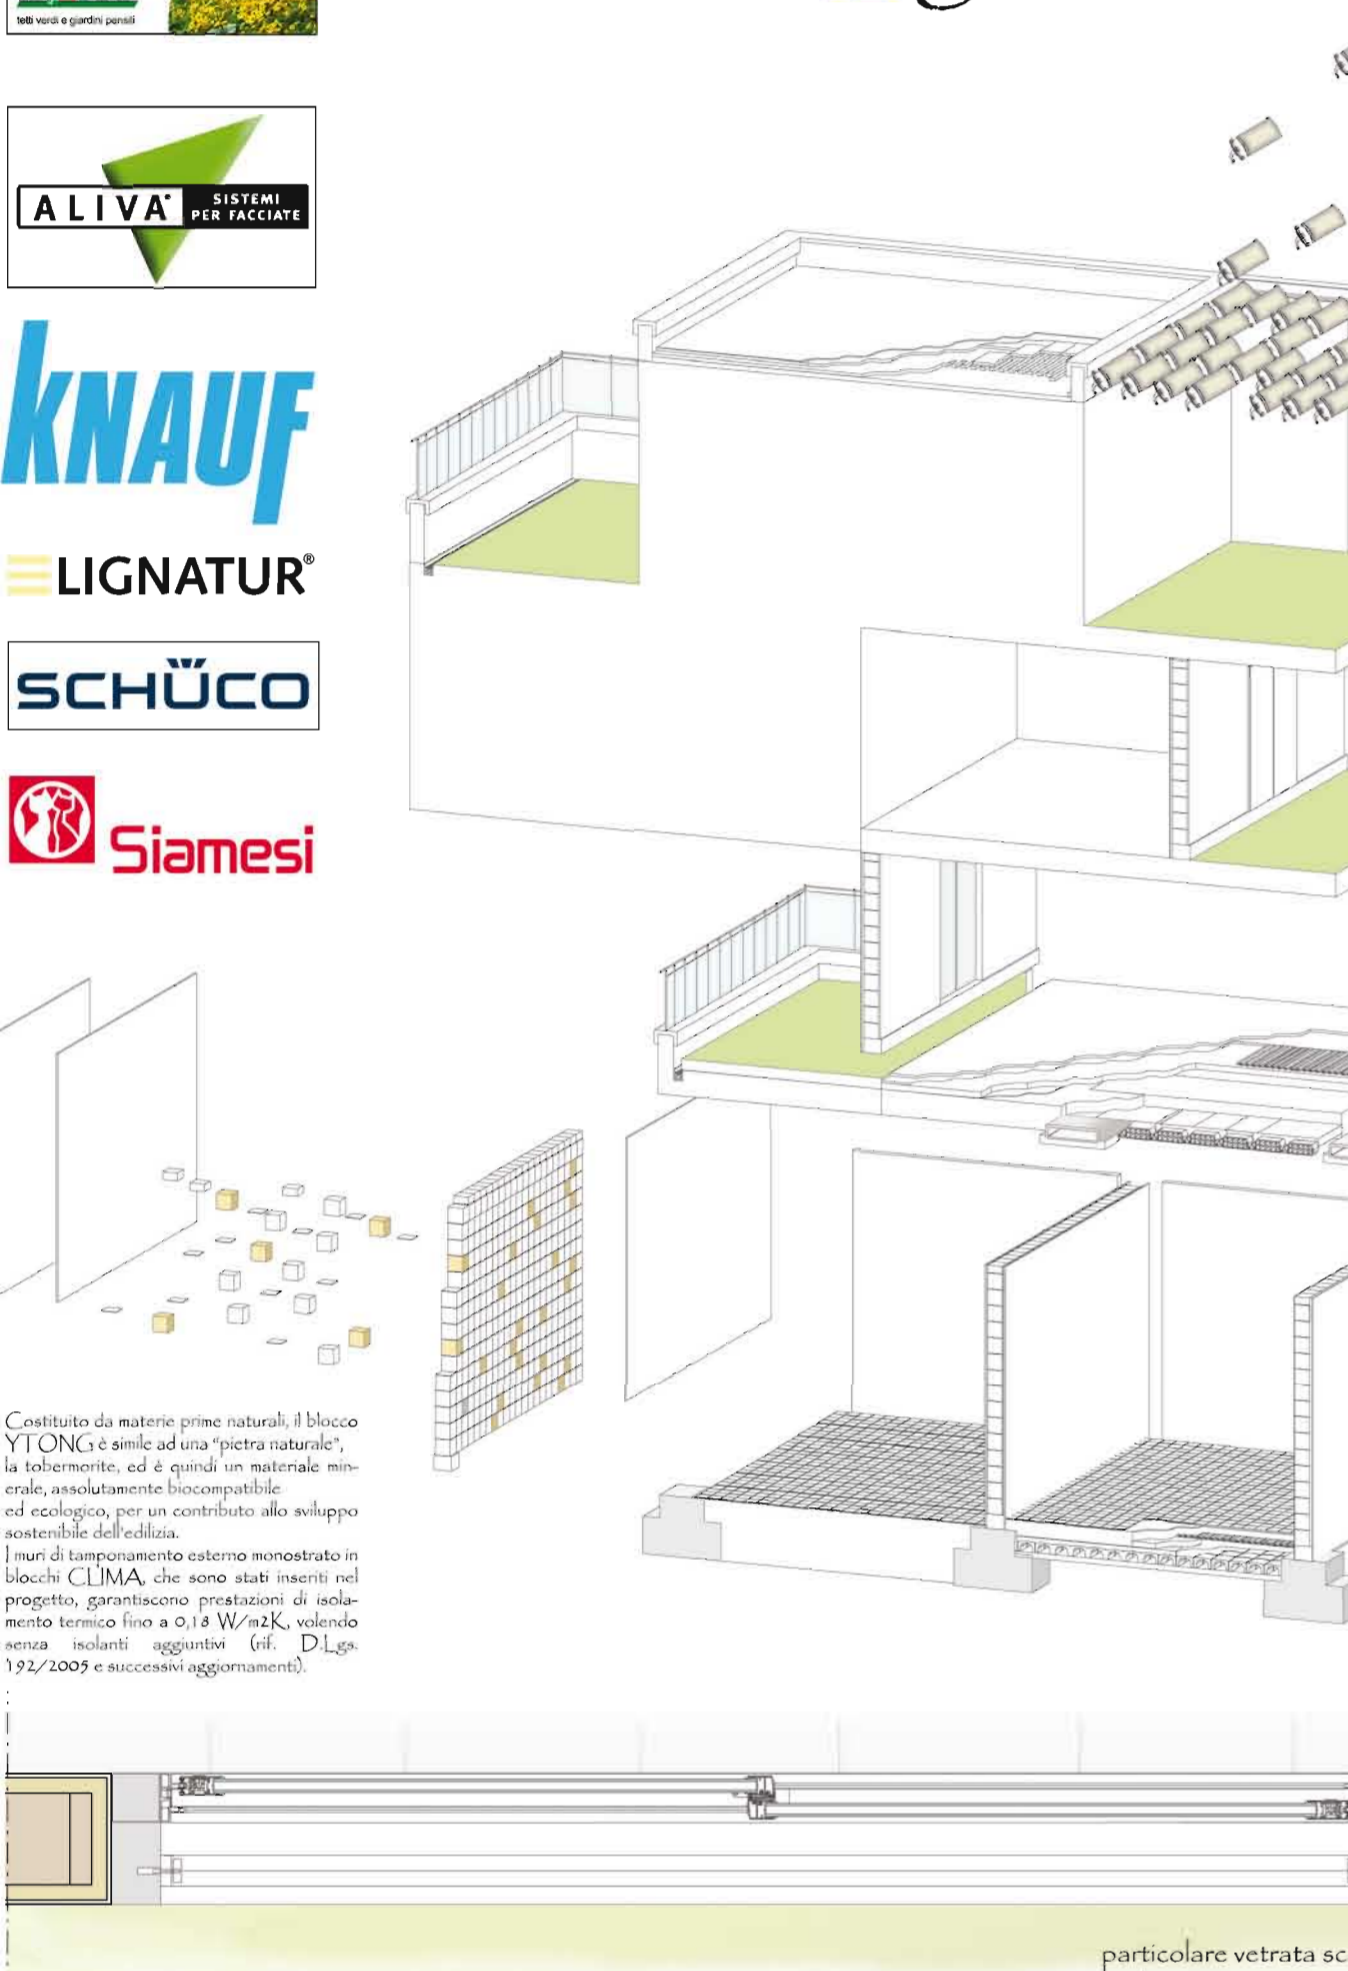 tetti verdi e giardini pensili
ALIVA® SISTEMI
PER FACCIATE
KNAUF
LIGNATUR®
SCHÜCO
Siamesi
Costituito da materie prime naturali, il blocco
YTONG è simile ad una "pietra naturale",
la tobermorite, ed è quindi un materiale min-
erale, assolutamente biocompatibile
ed ecologico, per un contributo allo sviluppo
sostenibile dell'edilizia.
I muri di tamponamento esterno monostrato in
blocchi CLIMA, che sono stati inseriti nel
progetto, garantiscono prestazioni di isola-
mento termico fino a 0,18 W/m2K, volendo
senza isolanti aggiuntivi (rif. D.Lgs.
192/2005 e successivi aggiornamenti).
particolare vetrata sc